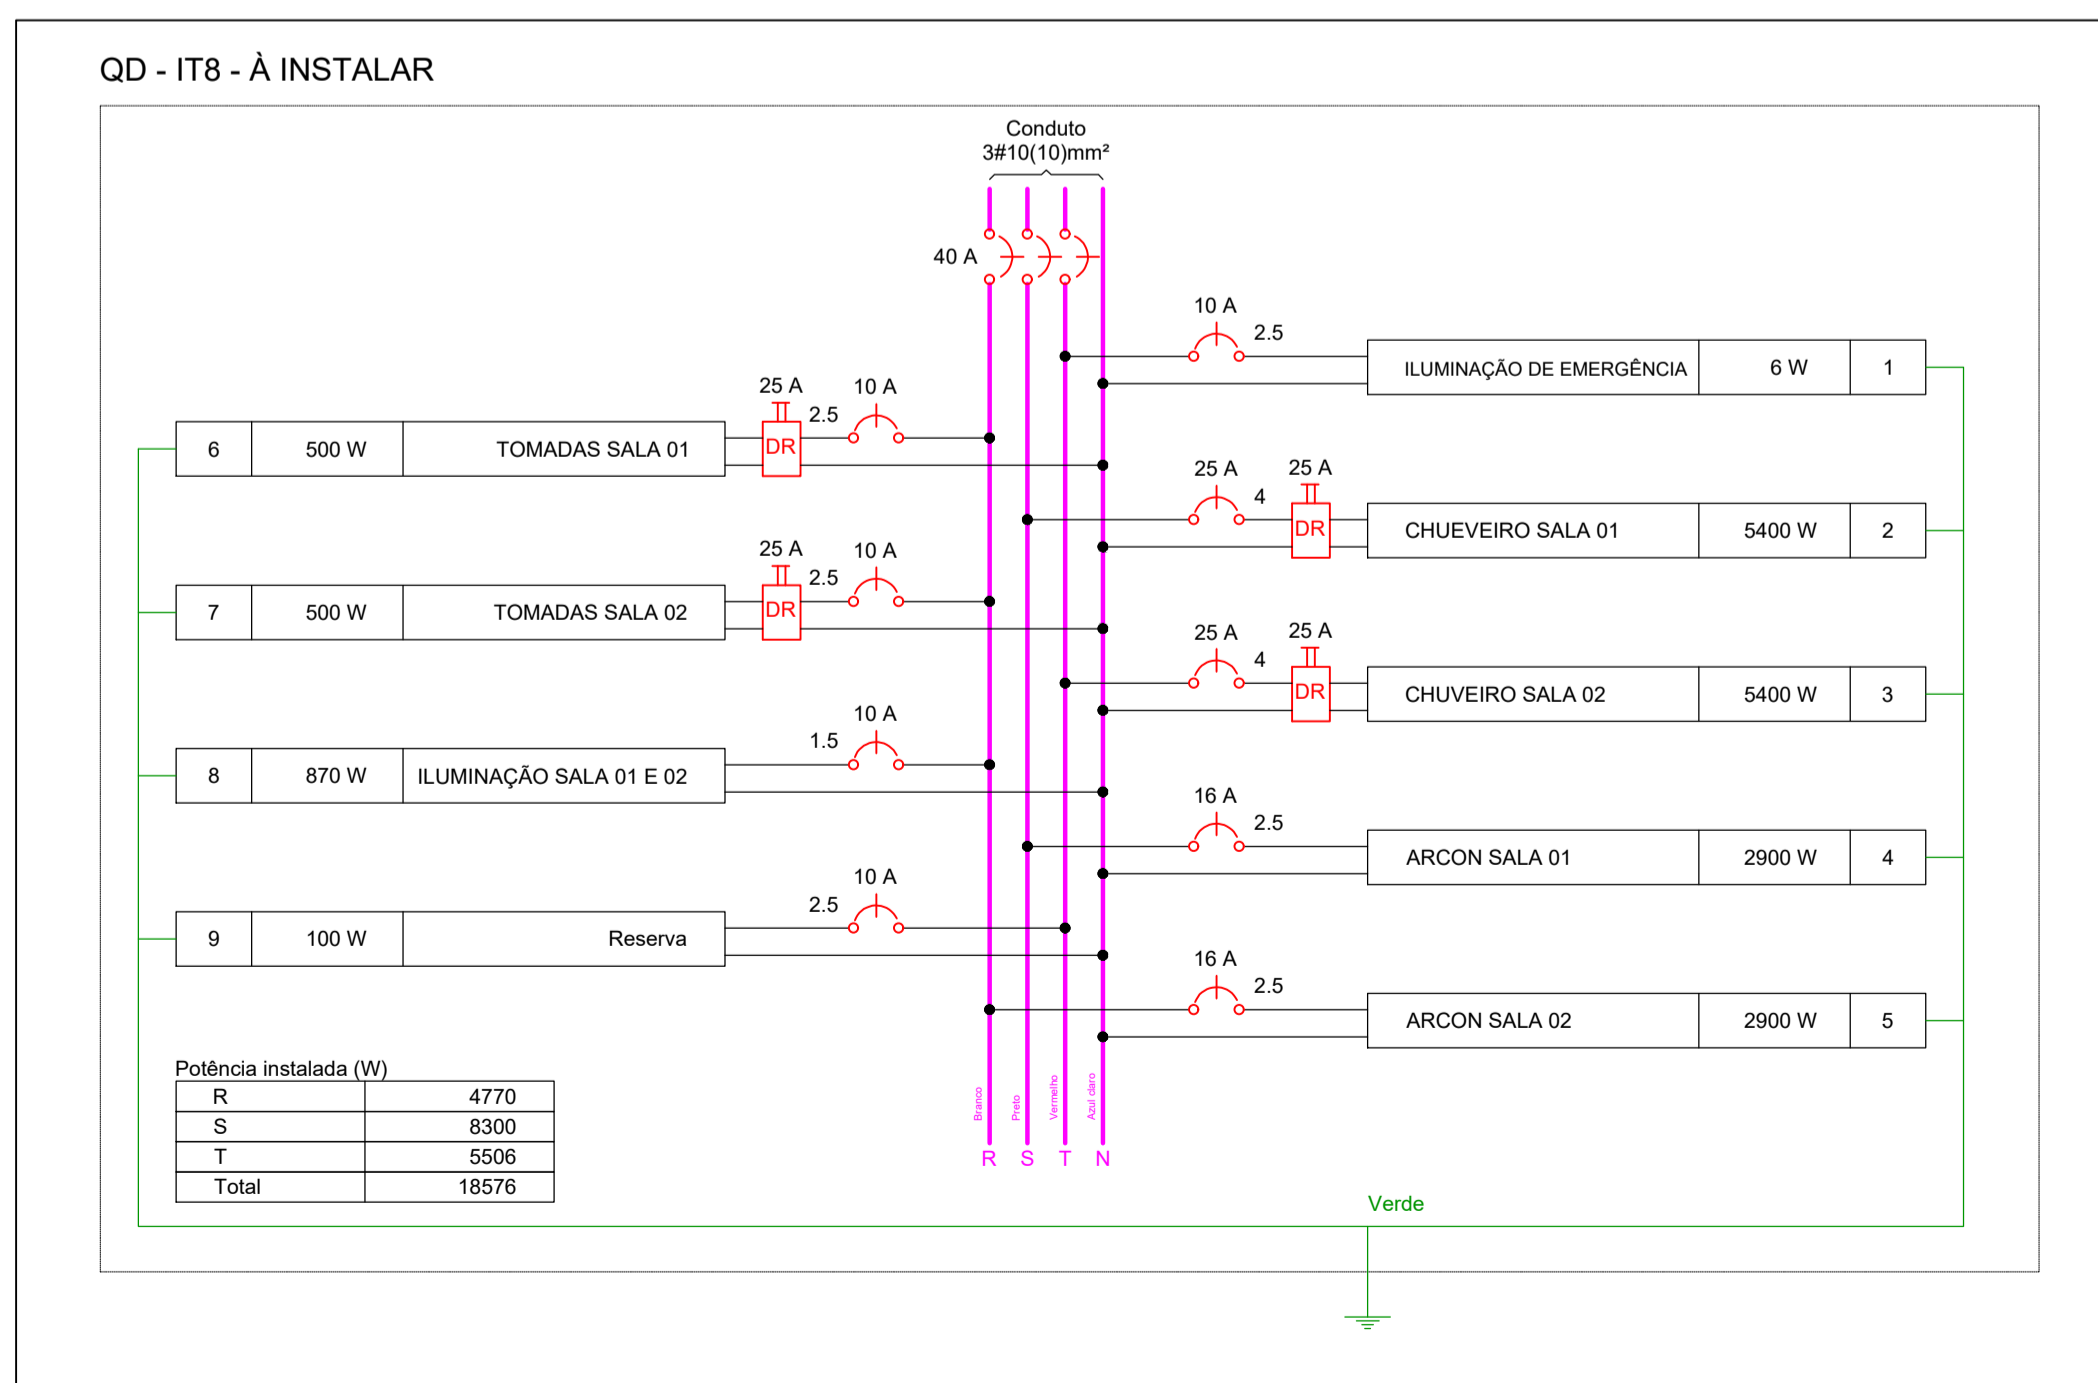 QD - IT8 - À INSTALAR
Conduto
3#10(10)mm²
40 A
10 A
2.5
ILUMINAÇÃO DE EMERGÊNCIA 6 W 1
25 A
2.5
10 A
6 500 W TOMADAS SALA 01
DR
25 A
4
25 A
DR
CHUEVEIRO SALA 01 5400 W 2
25 A
2.5
10 A
7 500 W TOMADAS SALA 02
DR
25 A
4
25 A
DR
CHUVEIRO SALA 02 5400 W 3
10 A
1.5
8 870 W ILUMINAÇÃO SALA 01 E 02
16 A
2.5
ARCON SALA 01 2900 W 4
10 A
2.5
9 100 W Reserva
16 A
2.5
ARCON SALA 02 2900 W 5
Potência instalada (W)
R 4770
S 8300
T 5506
Total 18576
Branco
Preto
Vermelho
Azul claro
R S T N
Verde